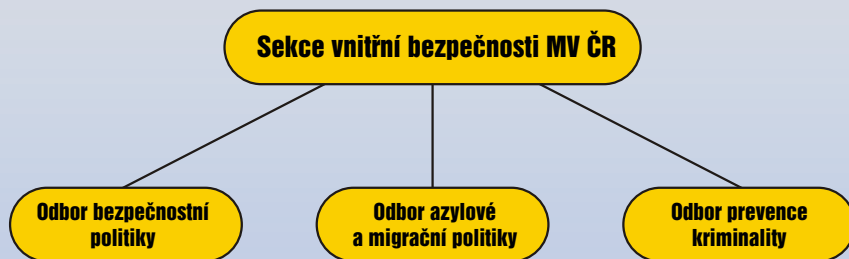 Sekce vnitřní bezpečnosti MV ČR
Odbor bezpečnostní
politiky
Odbor azylové
a migrační politiky
Odbor prevence
kriminality